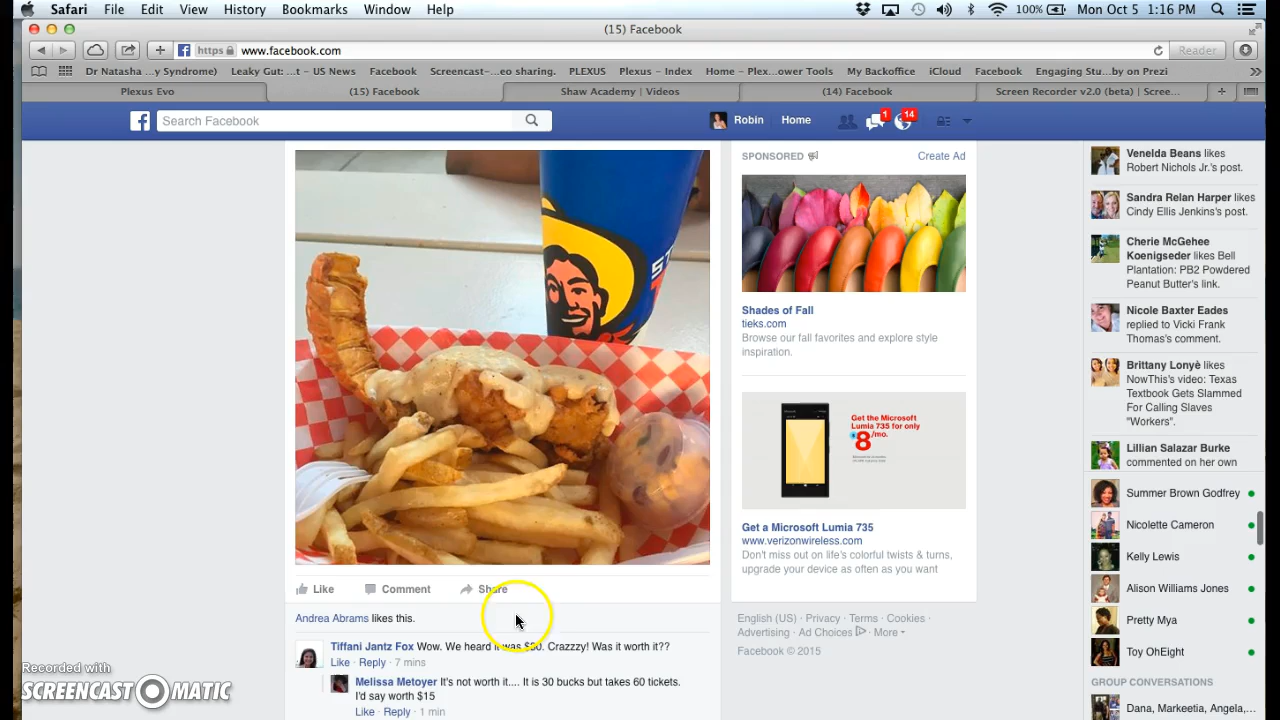 Safari File Edit View History Bookmarks Window Help 100% Mon Oct 5 1:16 PM
(15) Facebook
https www.facebook.com Reader
Dr Natasha ...y Syndrome) Leaky Gut: ...t - US News Facebook Screencast-...eo sharing. PLEXUS Plexus - Index Home - Plex...ower Tools My Backoffice iCloud Facebook Engaging Stu...by on Prezi
Plexus Evo (15) Facebook Shaw Academy | Videos (14) Facebook Screen Recorder v2.0 (beta) | Scree...
Search Facebook Robin Home 1 14
SPONSORED Create Ad
Shades of Fall
tieks.com
Browse our fall favorites and explore style
inspiration.
Get the Microsoft
Lumia 735 for only
$8/mo.
Get a Microsoft Lumia 735
www.verizonwireless.com
Don't miss out on life's colorful twists & turns,
upgrade your device as often as you want
English (US) · Privacy · Terms · Cookies ·
Advertising · Ad Choices · More
Facebook © 2015
Like Comment Share
Andrea Abrams likes this.
Tiffani Jantz Fox Wow. We heard it was $30. Crazzzy! Was it worth it??
Like · Reply · 7 mins
Melissa Metoyer It's not worth it.... It is 30 bucks but takes 60 tickets.
I'd say worth $15
Like · Reply · 1 min
Venelda Beans likes
Robert Nichols Jr.'s post.
Sandra Relan Harper likes
Cindy Ellis Jenkins's post.
Cherie McGehee
Koenigseder likes Bell
Plantation: PB2 Powdered
Peanut Butter's link.
Nicole Baxter Eades
replied to Vicki Frank
Thomas's comment.
Brittany Lonyè likes
NowThis's video: Texas
Textbook Gets Slammed
For Calling Slaves
"Workers".
Lillian Salazar Burke
commented on her own
Summer Brown Godfrey
Nicolette Cameron
Kelly Lewis
Alison Williams Jones
Pretty Mya
Toy OhEight
GROUP CONVERSATIONS
Dana, Markeetia, Angela,...
Recorded with
SCREENCAST MATIC